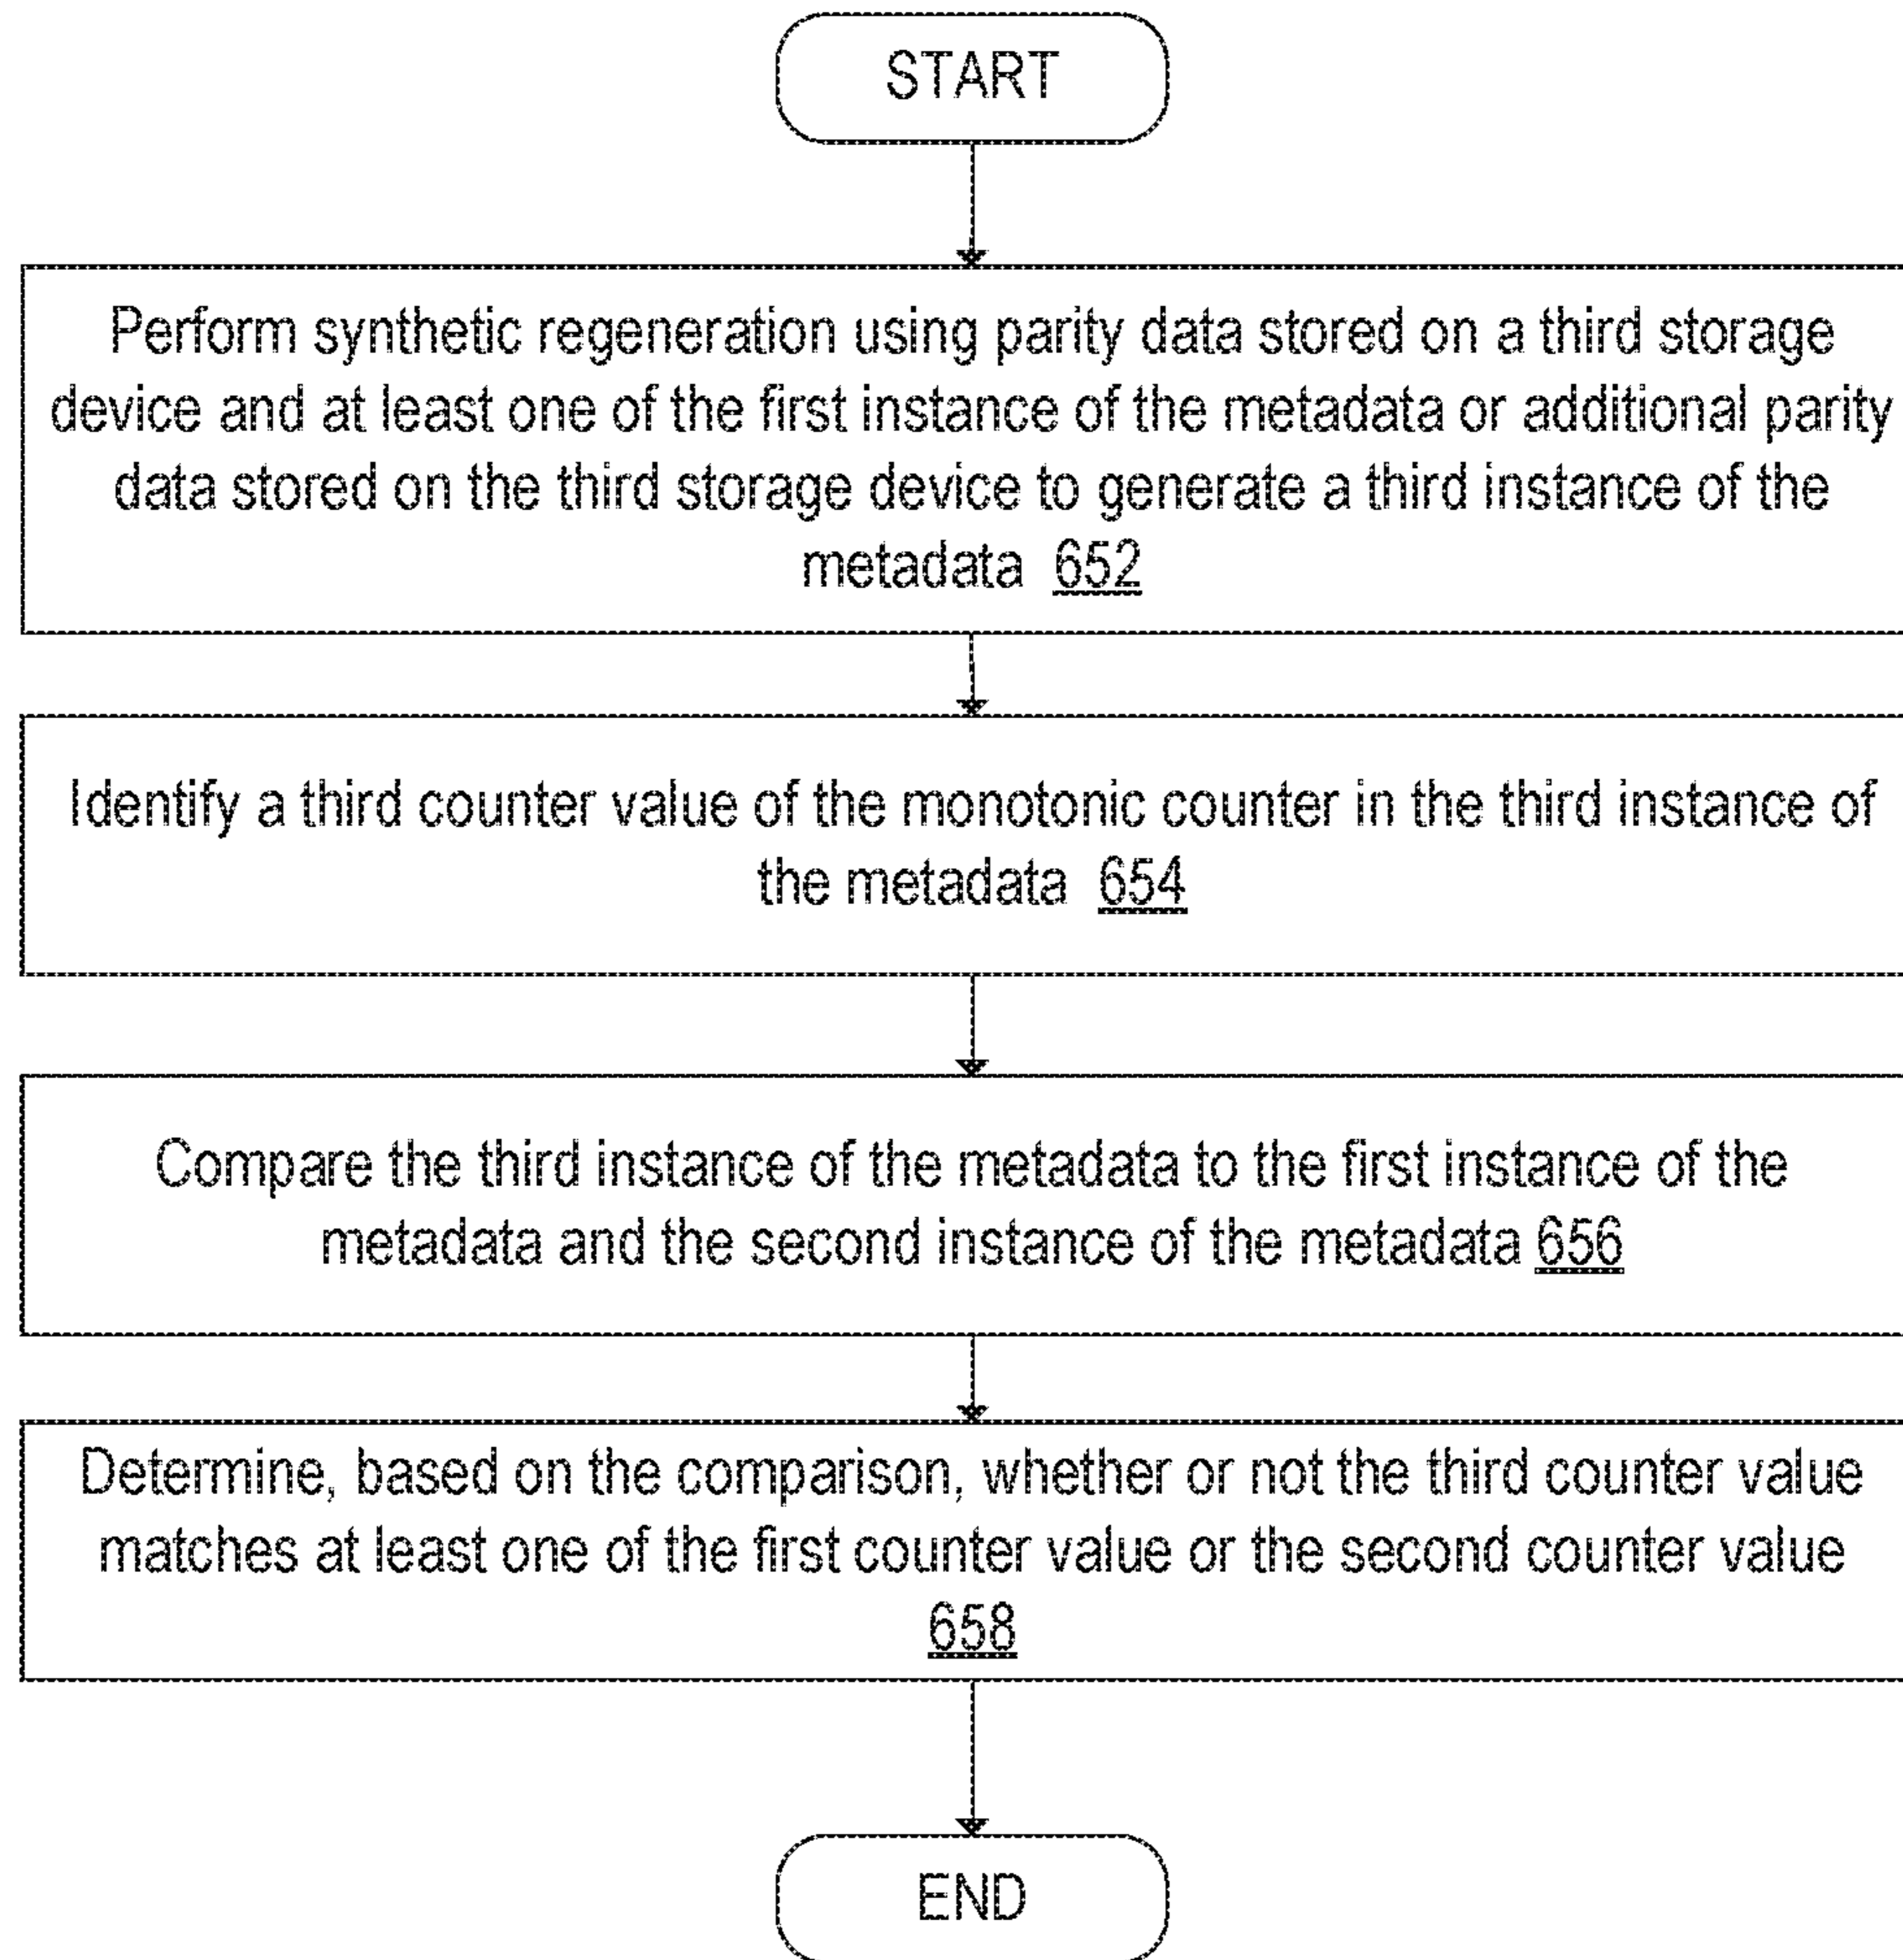 START
Perform synthetic regeneration using parity data stored on a third storage
device and at least one of the first instance of the metadata or additional parity
data stored on the third storage device to generate a third instance of the
metadata 652
Identify a third counter value of the monotonic counter in the third instance of
the metadata 654
Compare the third instance of the metadata to the first instance of the
metadata and the second instance of the metadata 656
Determine, based on the comparison, whether or not the third counter value
matches at least one of the first counter value or the second counter value
658
END